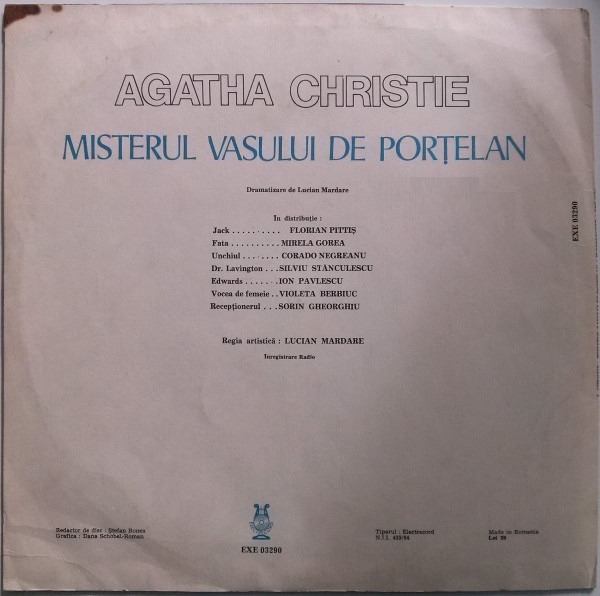 AGATHA CHRISTIE
MISTERUL VASULUI DE PORȚELAN
Dramatizare de Lucian Mardare
In distribuție :
Jack . . . . . . . . . FLORIAN PITTIȘ
Fata . . . . . . . . . . MIRELA GOREA
Unchiul . . . . . . . . CORADO NEGREANU
Dr. Lavington . . . SILVIU STĂNCULESCU
Edwards . . . . . . . ION PAVLESCU
Vocea de femeie . . VIOLETA BERBIUC
Recepționerul . . . SORIN GHEORGHIU
Regia artistică : LUCIAN MARDARE
Inregistrare Radio
EXE 03290
Redactor de disc : Ștefan Bonea
Grafica : Dana Schobel-Roman
EXE 03290
Tiparul : Electrecord
N.I.I.
Made in Romania
Lei